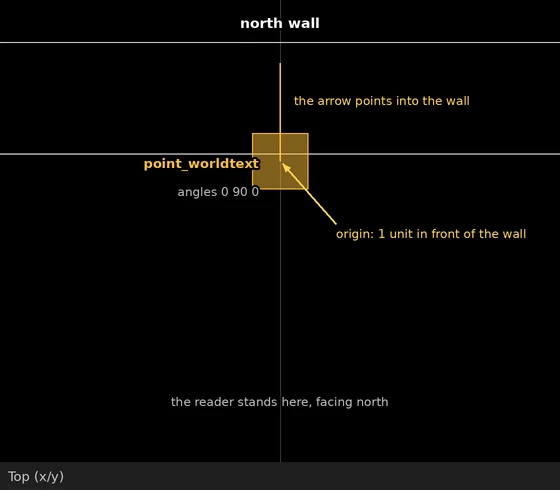 north wall
the arrow points into the wall
point_worldtext
angles 0 90 0
origin: 1 unit in front of the wall
the reader stands here, facing north
Top (x/y)